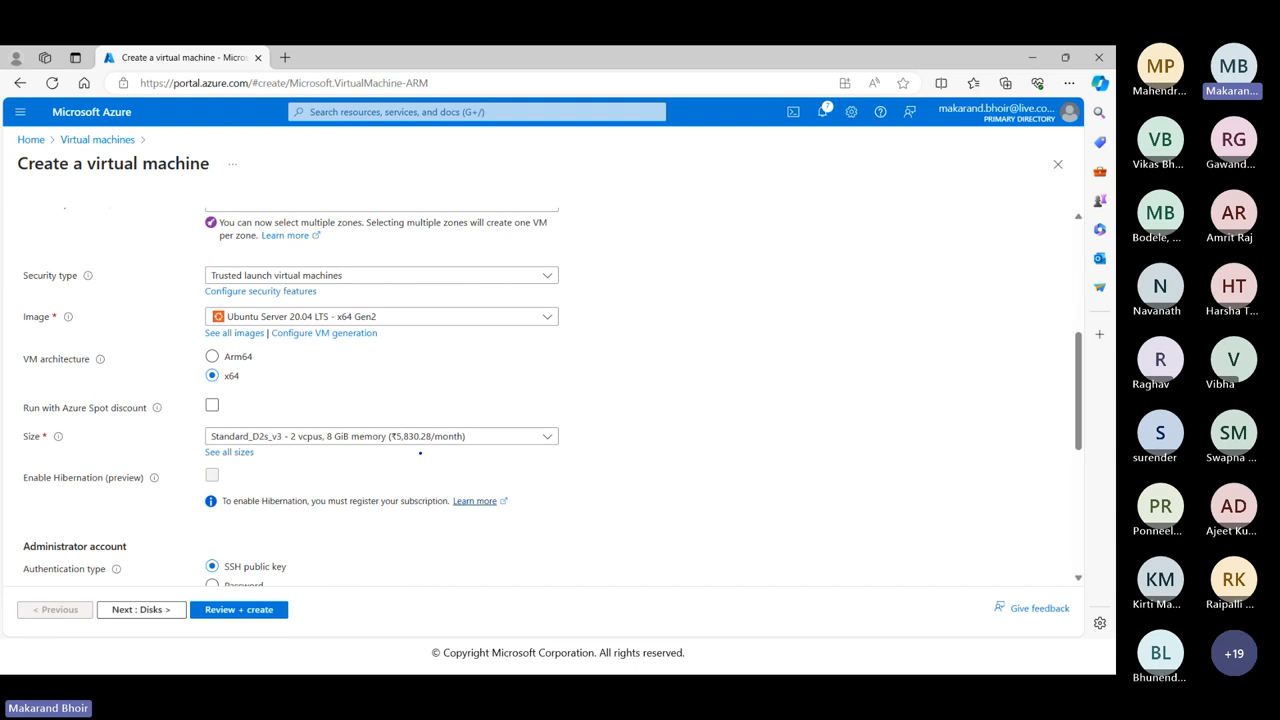 Create a virtual machine - Micros
https://portal.azure.com/#create/Microsoft.VirtualMachine-ARM
Microsoft Azure
Search resources, services, and docs (G+/)
7
makarand.bhoir@live.co...
PRIMARY DIRECTORY
Home > Virtual machines >
Create a virtual machine
...
You can now select multiple zones. Selecting multiple zones will create one VM
per zone. Learn more
Security type
Trusted launch virtual machines
Configure security features
Image *
Ubuntu Server 20.04 LTS - x64 Gen2
See all images | Configure VM generation
VM architecture
Arm64
x64
Run with Azure Spot discount
Size *
Standard_D2s_v3 - 2 vcpus, 8 GiB memory (₹5,830.28/month)
See all sizes
Enable Hibernation (preview)
To enable Hibernation, you must register your subscription. Learn more
Administrator account
Authentication type
SSH public key
Password
< Previous
Next : Disks >
Review + create
Give feedback
© Copyright Microsoft Corporation. All rights reserved.
Makarand Bhoir
MP
Mahendr...
MB
Makaran...
VB
Vikas Bh...
RG
Gawand...
MB
Bodele, ...
AR
Amrit Raj
N
Navanath
HT
Harsha T...
R
Raghav
V
Vibha
S
surender
SM
Swapna ...
PR
Ponneel...
AD
Ajeet Ku...
KM
Kirti Ma...
RK
Raipalli ...
BL
Bhunend...
+19